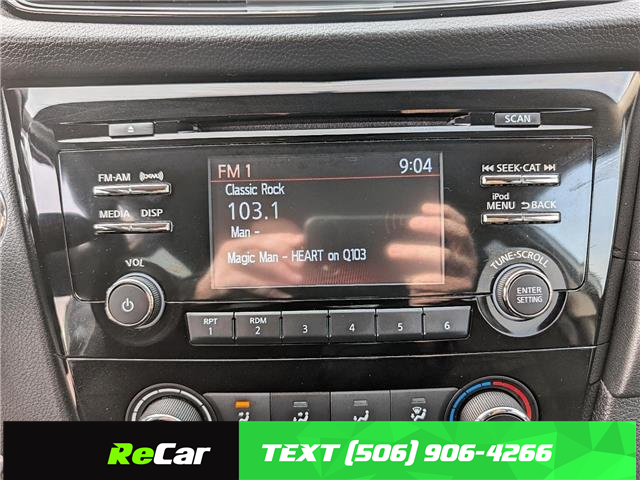 SCAN
FM 1 9:04
FM-AM (XM)
SEEK-CAT
Classic Rock
103.1
Man -
Magic Man - HEART on Q103
MEDIA DISP
iPod
MENU BACK
VOL
TUNE·SCROLL
ENTER
SETTING
RPT
1
RDM
2
3
4
5
6
ReCar
TEXT (506) 906-4266